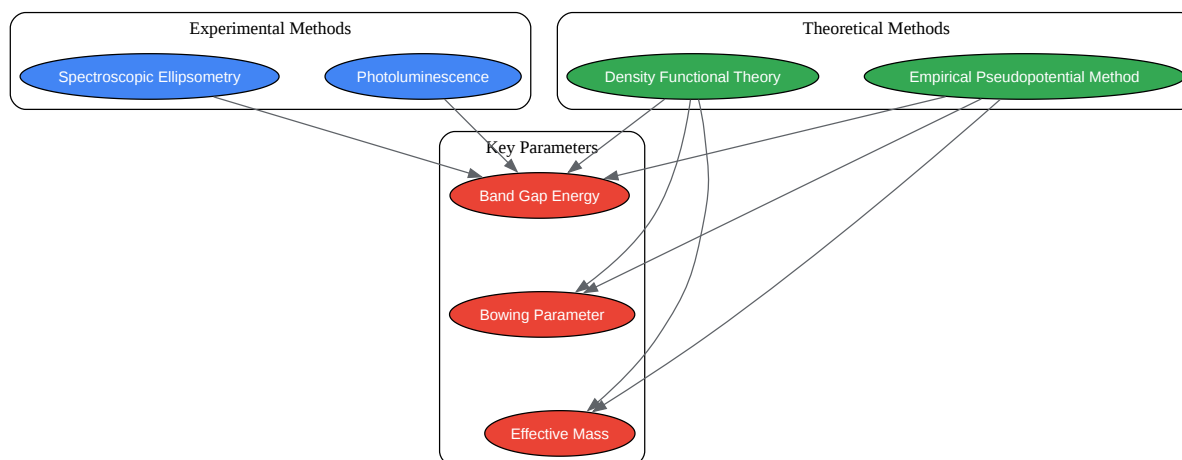 Experimental Methods
Theoretical Methods
Spectroscopic Ellipsometry
Photoluminescence
Density Functional Theory
Empirical Pseudopotential Method
Key Parameters
Band Gap Energy
Bowing Parameter
Effective Mass